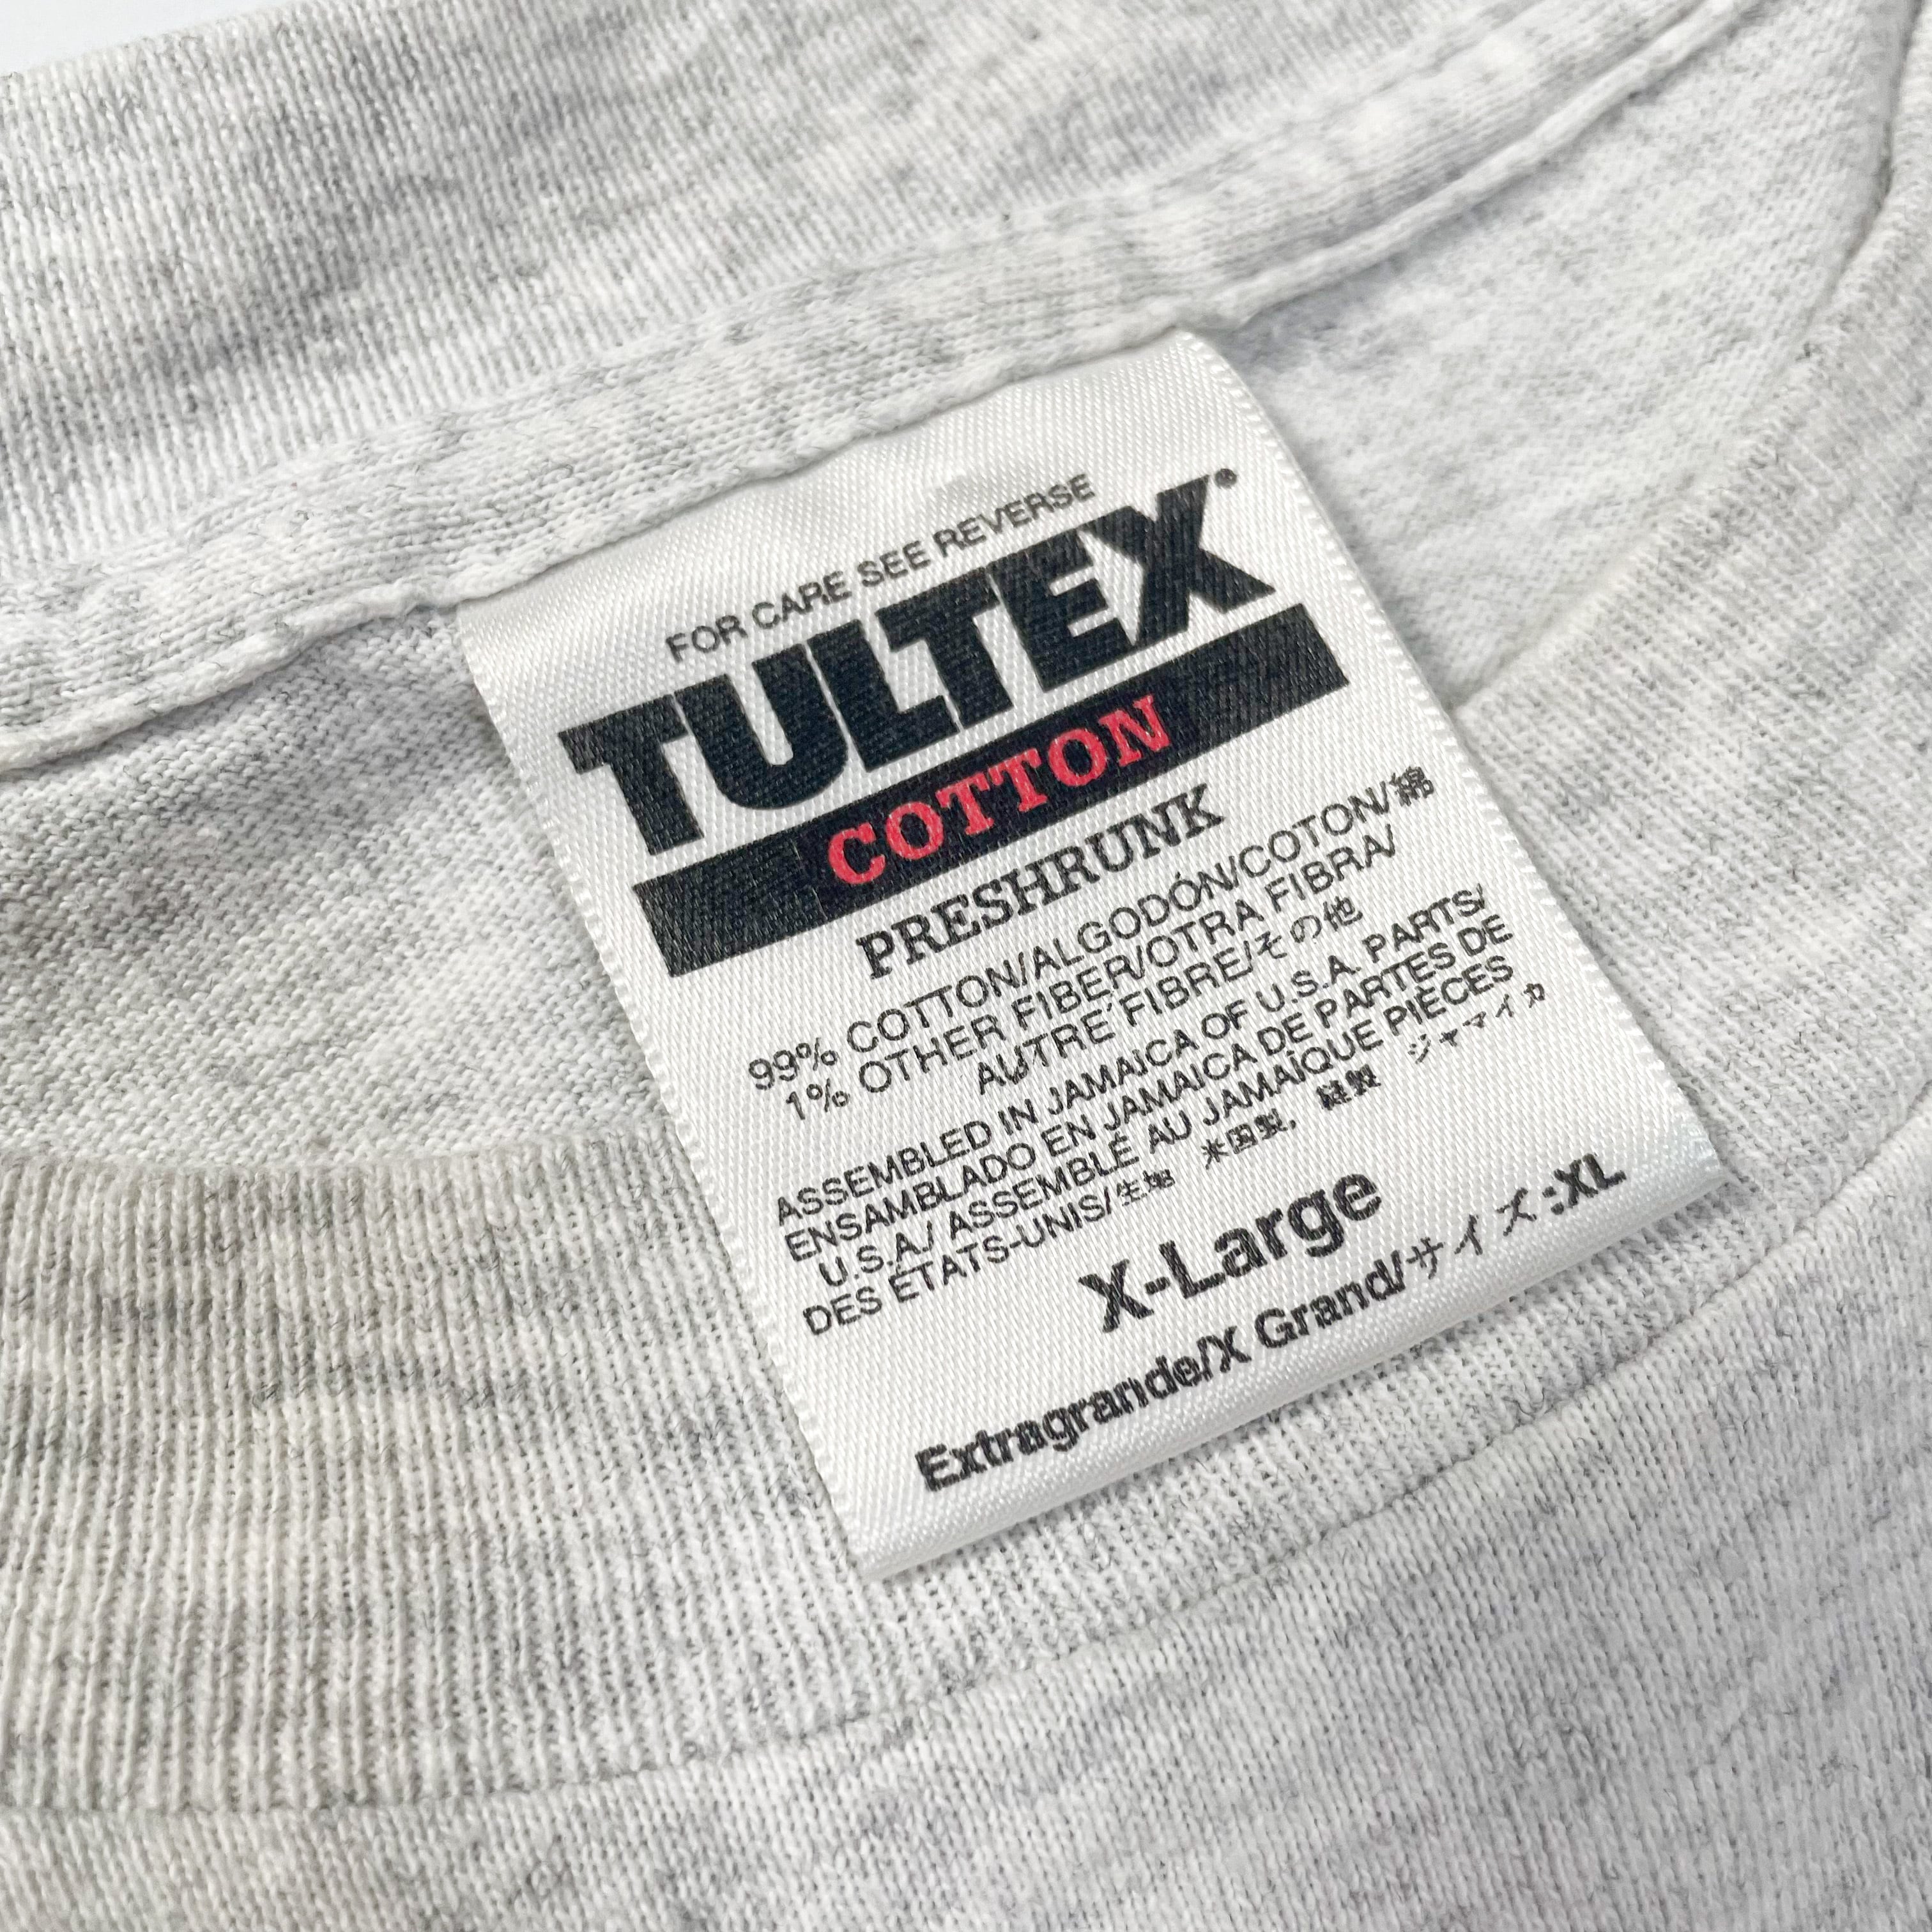 FOR CARE SEE REVERSE
TULTEX®
COTTON
PRESHRUNK
99% COTTON/ALGODÓN/COTON/綿
1% OTHER FIBER/OTRA FIBRA/
AUTRE FIBRE/その他
ASSEMBLED IN JAMAICA OF U.S.A. PARTS/
ENSAMBLADO EN JAMAICA DE PARTES DE
U.S.A./ ASSEMBLÉ AU JAMAÏQUE PIÈCES
DES ÉTATS-UNIS/生地 米国製, 縫製 ジャマイカ
X-Large
Extragrande/X Grand/サイズ:XL